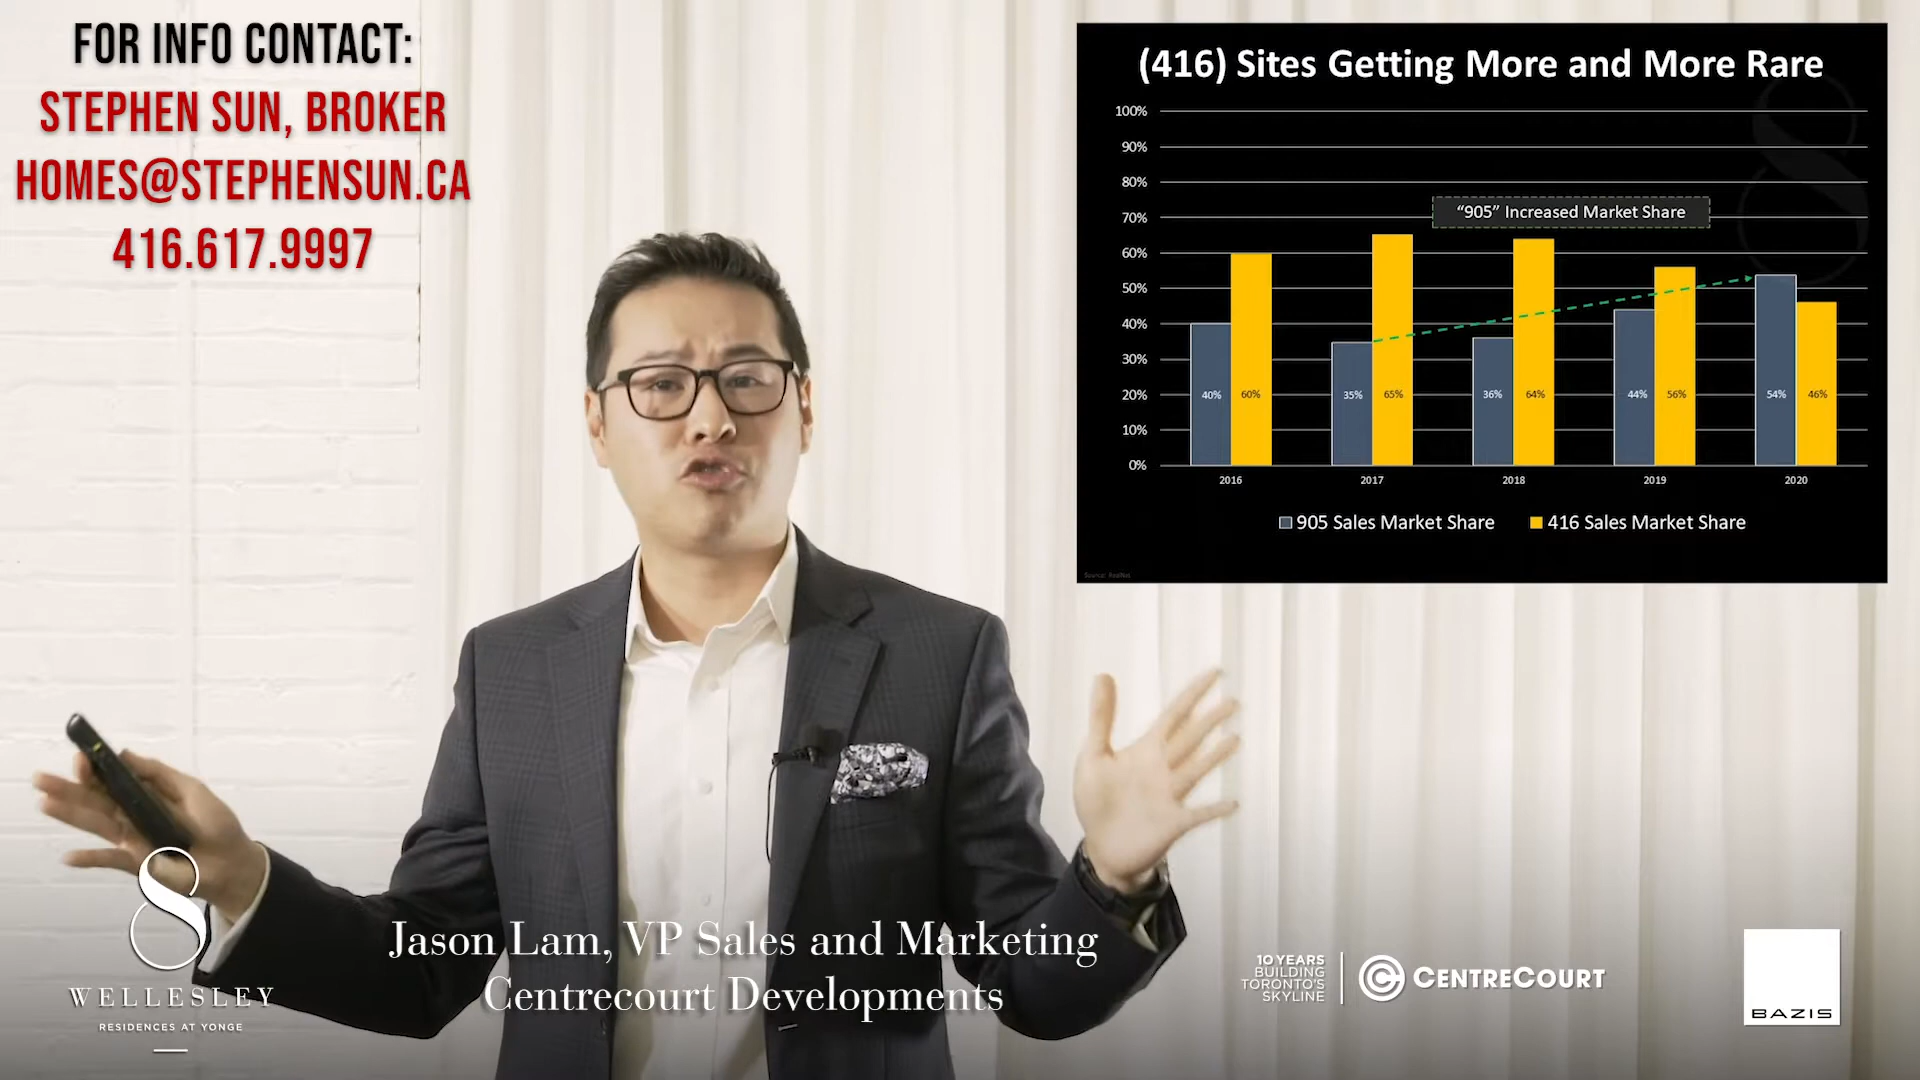 FOR INFO CONTACT:
STEPHEN SUN, BROKER
HOMES@STEPHENSUN.CA
416.617.9997
(416) Sites Getting More and More Rare
100%
90%
80%
70%
60%
50%
40%
30%
20%
10%
0%
“905” Increased Market Share
40% 60% 35% 65% 36% 64% 44% 56% 54% 46%
2016 2017 2018 2019 2020
905 Sales Market Share 416 Sales Market Share
Source: RealNet
8
WELLESLEY
RESIDENCES AT YONGE
Jason Lam, VP Sales and Marketing
Centrecourt Developments
10 YEARS
BUILDING
TORONTO'S
SKYLINE
CENTRECOURT
BAZIS